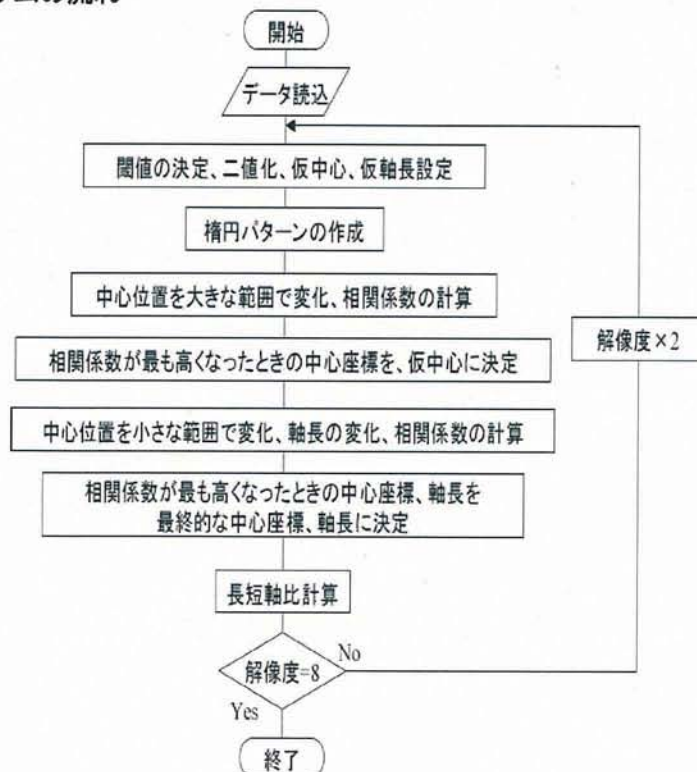 開始
データ読込
閾値の決定、二値化、仮中心、仮軸長設定
楕円パターンの作成
中心位置を大きな範囲で変化、相関係数の計算
解像度×2
相関係数が最も高くなったときの中心座標を、仮中心に決定
中心位置を小さな範囲で変化、軸長の変化、相関係数の計算
相関係数が最も高くなったときの中心座標、軸長を
最終的な中心座標、軸長に決定
長短軸比計算
解像度=8
No
Yes
終了